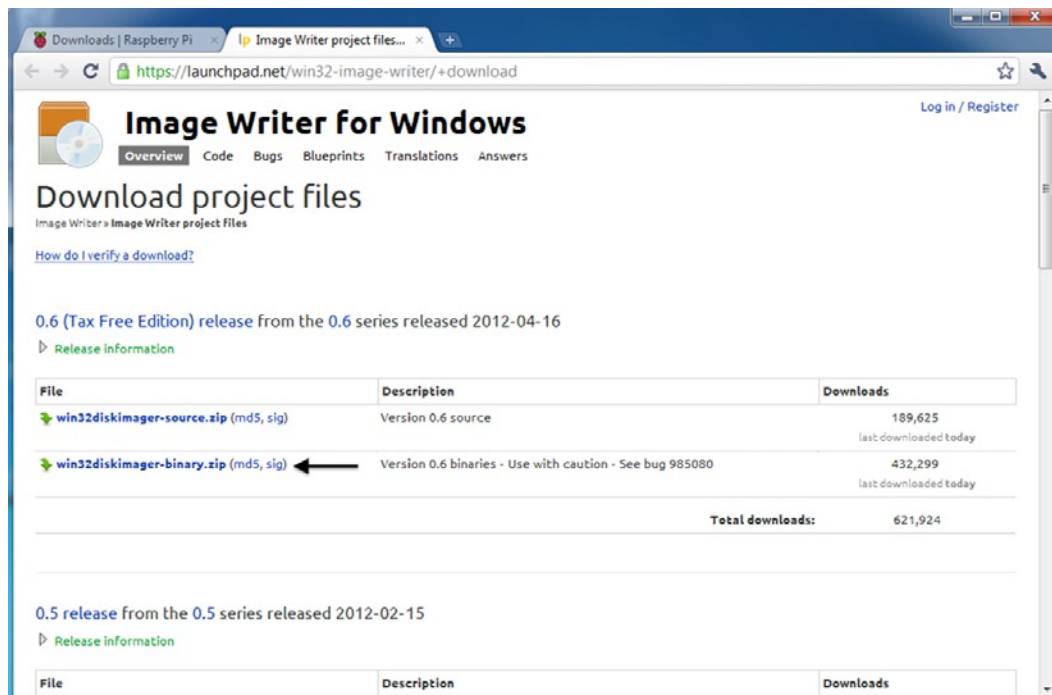 Downloads | Raspberry Pi
Image Writer project files...
https://launchpad.net/win32-image-writer/+download
Log in / Register
Image Writer for Windows
Overview Code Bugs Blueprints Translations Answers
Download project files
Image Writer » Image Writer project files
How do I verify a download?
0.6 (Tax Free Edition) release from the 0.6 series released 2012-04-16
Release information
File Description Downloads
win32diskimager-source.zip (md5, sig) Version 0.6 source 189,625
last downloaded today
win32diskimager-binary.zip (md5, sig) Version 0.6 binaries - Use with caution - See bug 985080 432,299
last downloaded today
Total downloads: 621,924
0.5 release from the 0.5 series released 2012-02-15
Release information
File Description Downloads